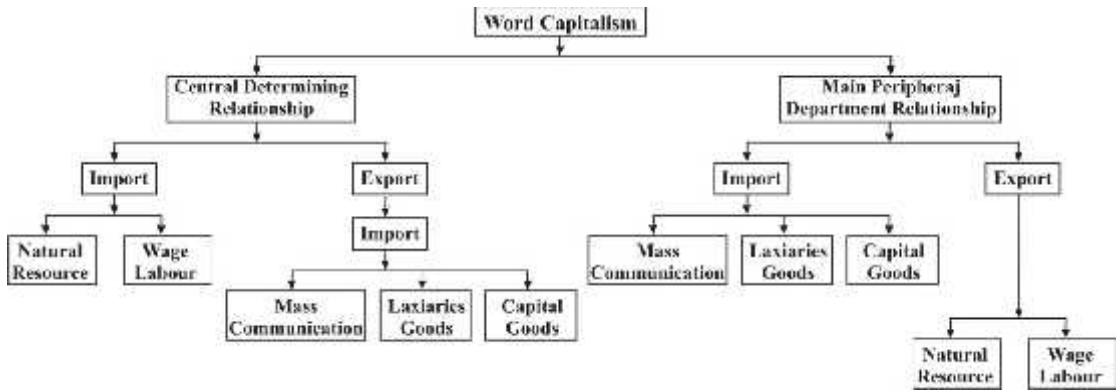 Word Capitalism
Central Determining
Relationship
Main Peripheraj
Department Relationship
Import
Export
Import
Export
Natural
Resource
Wage
Labour
Import
Mass
Communication
Laxiarics
Goods
Capital
Goods
Mass
Communication
Laxiaries
Goods
Capital
Goods
Natural
Resource
Wage
Labour